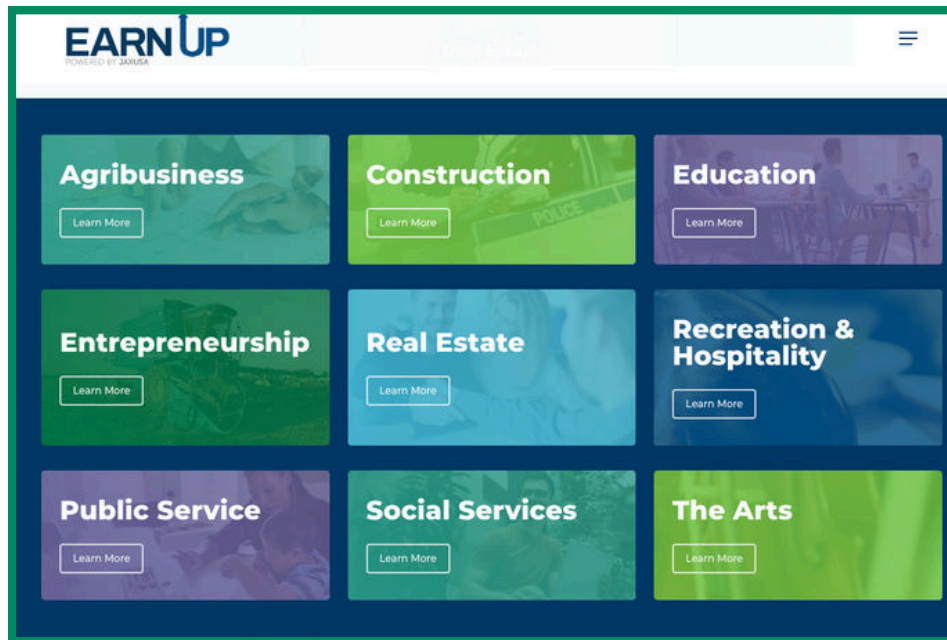 EARN UP
POWERED BY JAXUSA
Agribusiness
Learn More
Construction
Learn More
POLICE
Education
Learn More
Entrepreneurship
Learn More
Real Estate
Learn More
Recreation &
Hospitality
Learn More
Public Service
Learn More
Social Services
Learn More
The Arts
Learn More